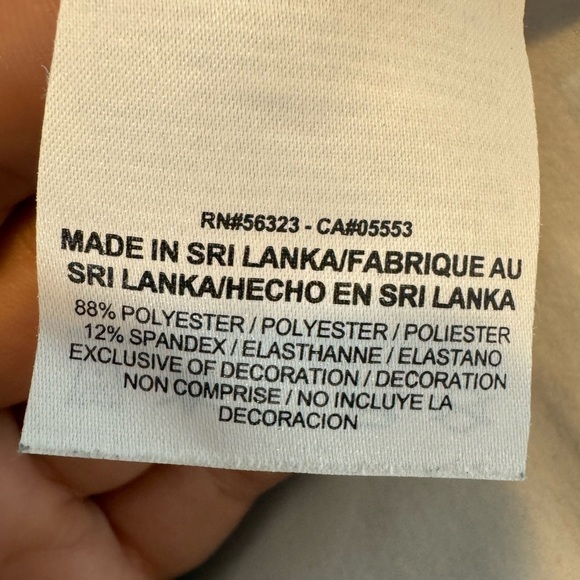 RN#56323 - CA#05553
MADE IN SRI LANKA/FABRIQUE AU
SRI LANKA/HECHO EN SRI LANKA
88% POLYESTER / POLYESTER / POLIESTER
12% SPANDEX / ELASTHANNE / ELASTANO
EXCLUSIVE OF DECORATION / DECORATION
NON COMPRISE / NO INCLUYE LA
DECORACION